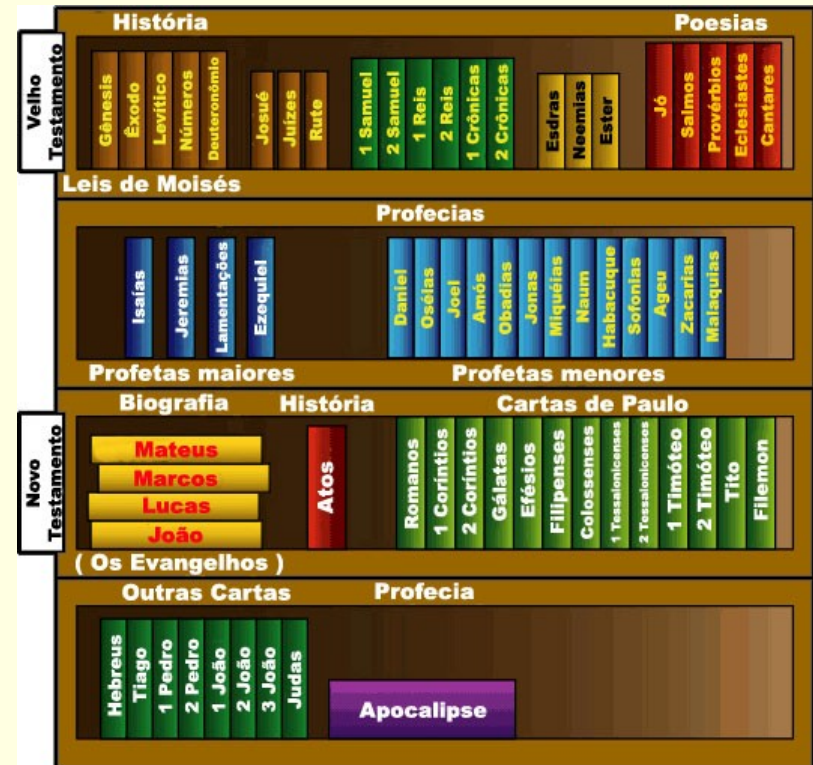 Velho
Testamento
História
Poesias
Gênesis
Êxodo
Levítico
Números
Deuteronômio
Josué
Juízes
Rute
1 Samuel
2 Samuel
1 Reis
2 Reis
1 Crônicas
2 Crônicas
Esdras
Neemias
Ester
Jó
Salmos
Provérbios
Eclesiastes
Cantares
Leis de Moisés
Profecias
Isaías
Jeremias
Lamentações
Ezequiel
Daniel
Oséias
Joel
Amós
Obadias
Jonas
Miquéias
Naum
Habacuque
Sofonias
Ageu
Zacarias
Malaquias
Profetas maiores
Profetas menores
Novo
Testamento
Biografia
História
Cartas de Paulo
Mateus
Marcos
Lucas
João
Atos
Romanos
1 Coríntios
2 Coríntios
Gálatas
Efésios
Filipenses
Colossenses
1 Tessalonicenses
2 Tessalonicenses
1 Timóteo
2 Timóteo
Tito
Filemon
( Os Evangelhos )
Outras Cartas
Profecia
Hebreus
Tiago
1 Pedro
2 Pedro
1 João
2 João
3 João
Judas
Apocalipse